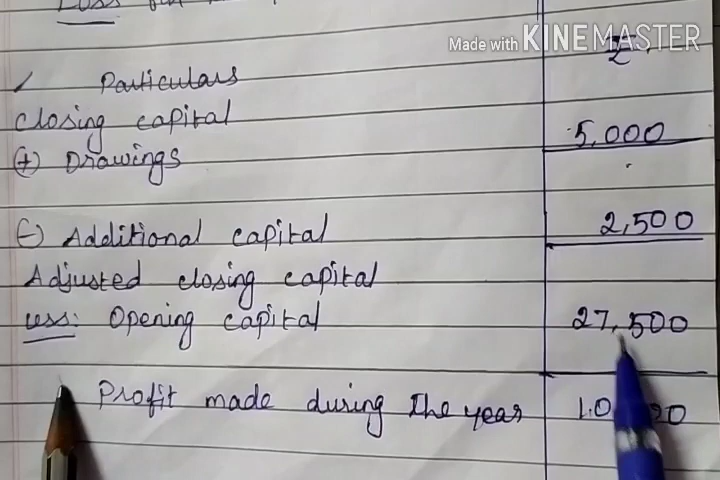 Made with KINEMASTER
Particulars ₹
Closing capital
(+) Drawings 5,000
(-) Additional capital 2,500
Adjusted closing capital
Less: Opening capital 27,500
Profit made during the year